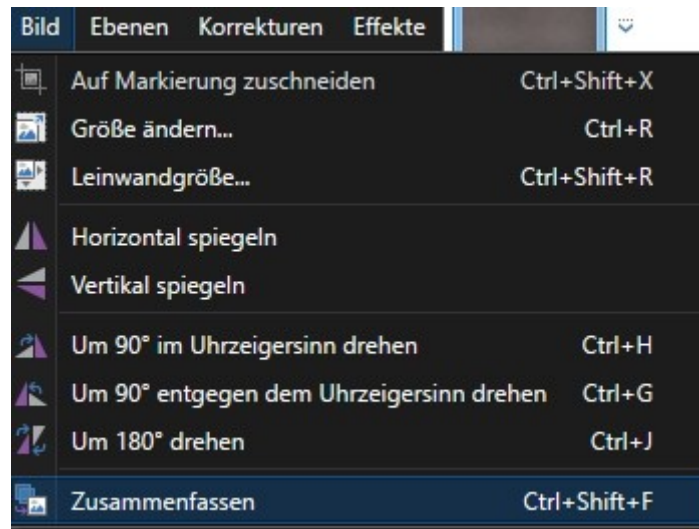 Bild Ebenen Korrekturen Effekte
Auf Markierung zuschneiden Ctrl+Shift+X
Größe ändern... Ctrl+R
Leinwandgröße... Ctrl+Shift+R
Horizontal spiegeln
Vertikal spiegeln
Um 90° im Uhrzeigersinn drehen Ctrl+H
Um 90° entgegen dem Uhrzeigersinn drehen Ctrl+G
Um 180° drehen Ctrl+J
Zusammenfassen Ctrl+Shift+F